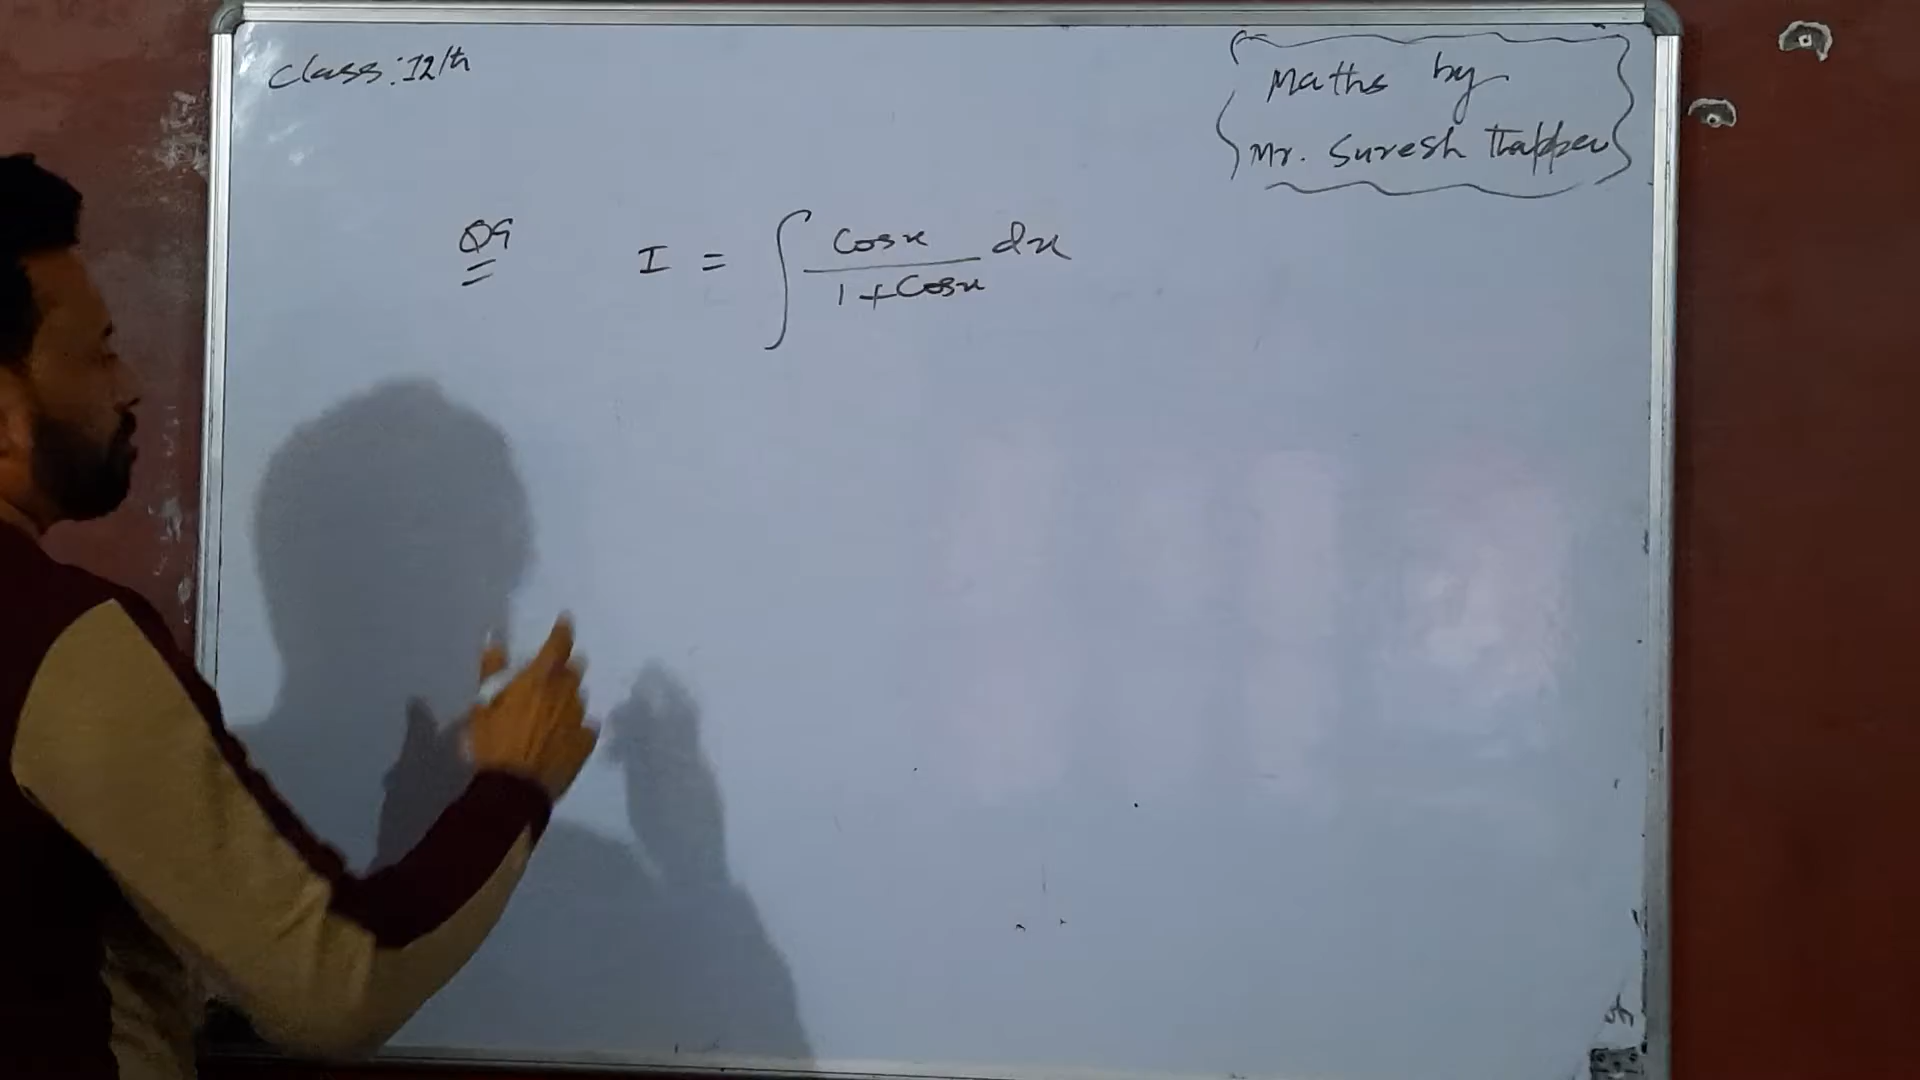 Class: 12th
Maths by
Mr. Suresh Thapper
Q9 I = ∫ Cosx / 1+Cosx dx